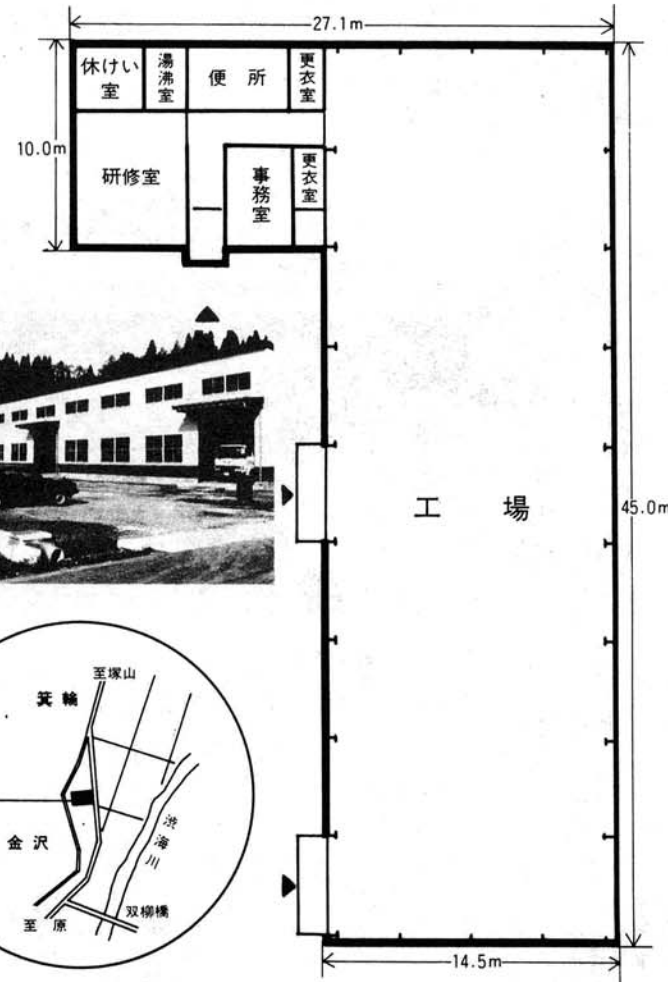 27.1m
休けい室
湯沸室
便所
更衣室
10.0m
研修室
事務室
更衣室
工場
45.0m
14.5m
至塚山
箕輪
金沢
渋海川
至原
双柳橋